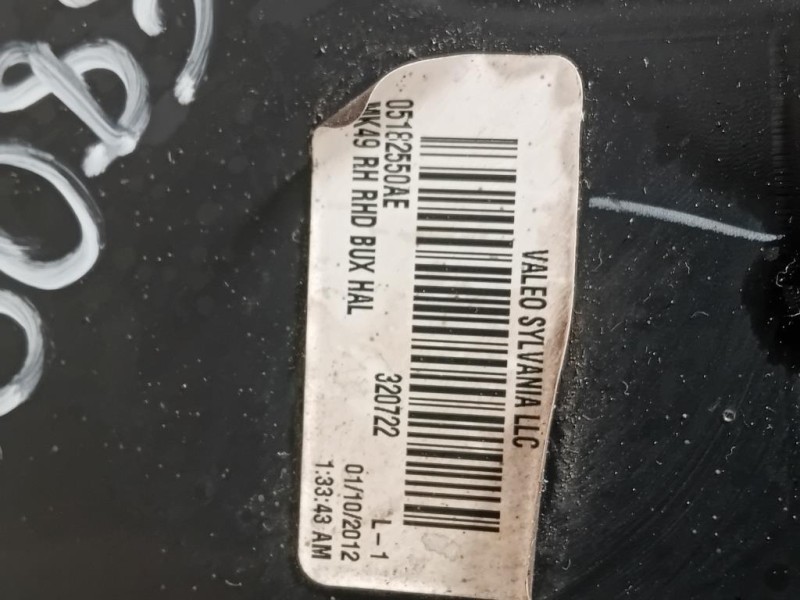 VALEO SYLVANIA LLC
05182550AE 320722 L-1
MK49 RH RHD BUX HAL 01/10/2012
1:33:43 AM